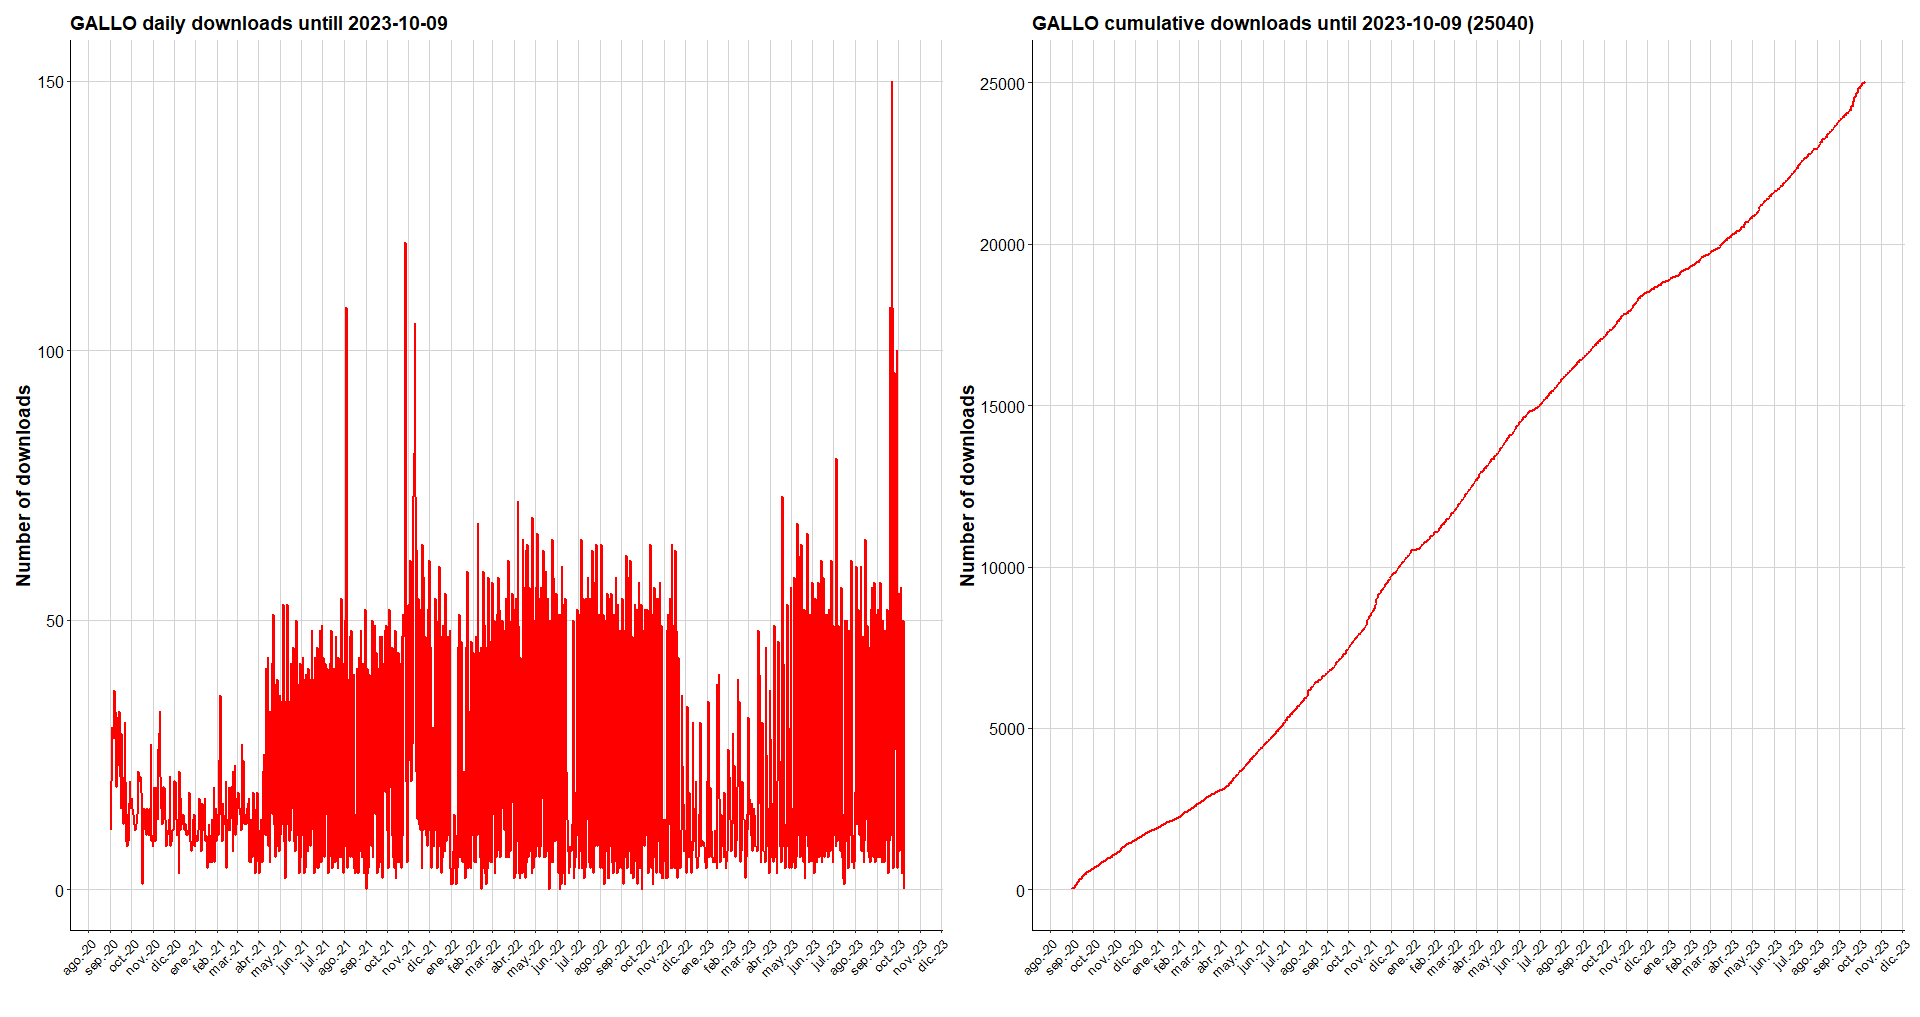 GALLO daily downloads untill 2023-10-09
Number of downloads
150
100
50
0
ago.-20
sep.-20
oct.-20
nov.-20
dic.-20
ene.-21
feb.-21
mar.-21
abr.-21
may.-21
jun.-21
jul.-21
ago.-21
sep.-21
oct.-21
nov.-21
dic.-21
ene.-22
feb.-22
mar.-22
abr.-22
may.-22
jun.-22
jul.-22
ago.-22
sep.-22
oct.-22
nov.-22
dic.-22
ene.-23
feb.-23
mar.-23
abr.-23
may.-23
jun.-23
jul.-23
ago.-23
sep.-23
oct.-23
nov.-23
dic.-23
GALLO cumulative downloads until 2023-10-09 (25040)
Number of downloads
25000
20000
15000
10000
5000
0
ago.-20
sep.-20
oct.-20
nov.-20
dic.-20
ene.-21
feb.-21
mar.-21
abr.-21
may.-21
jun.-21
jul.-21
ago.-21
sep.-21
oct.-21
nov.-21
dic.-21
ene.-22
feb.-22
mar.-22
abr.-22
may.-22
jun.-22
jul.-22
ago.-22
sep.-22
oct.-22
nov.-22
dic.-22
ene.-23
feb.-23
mar.-23
abr.-23
may.-23
jun.-23
jul.-23
ago.-23
sep.-23
oct.-23
nov.-23
dic.-23